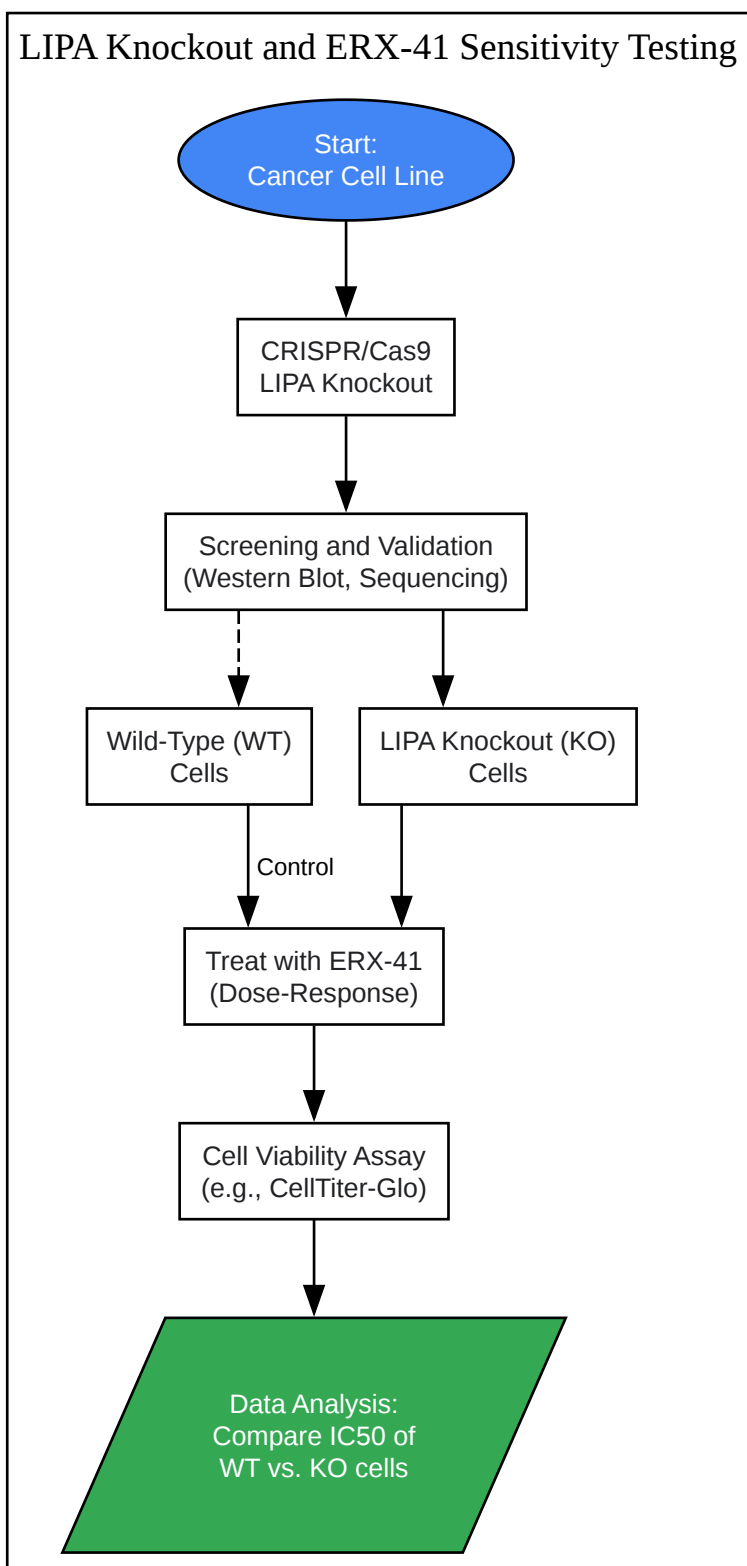 LIPA Knockout and ERX-41 Sensitivity Testing
Start:
Cancer Cell Line
CRISPR/Cas9
LIPA Knockout
Screening and Validation
(Western Blot, Sequencing)
Wild-Type (WT)
Cells
LIPA Knockout (KO)
Cells
Control
Treat with ERX-41
(Dose-Response)
Cell Viability Assay
(e.g., CellTiter-Glo)
Data Analysis:
Compare IC50 of
WT vs. KO cells